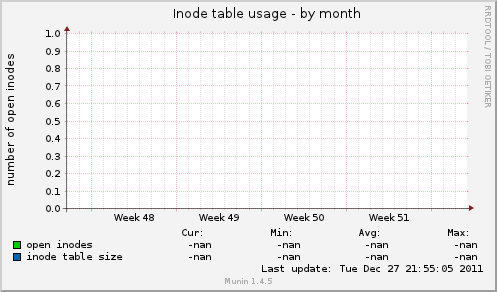 Inode table usage - by month
RRDTOOL / TOBI OETIKER
number of open inodes
1.0
0.9
0.8
0.7
0.6
0.5
0.4
0.3
0.2
0.1
0.0
Week 48 Week 49 Week 50 Week 51
Cur: Min: Avg: Max:
open inodes -nan -nan -nan -nan
inode table size -nan -nan -nan -nan
Last update: Tue Dec 27 21:55:05 2011
Munin 1.4.5